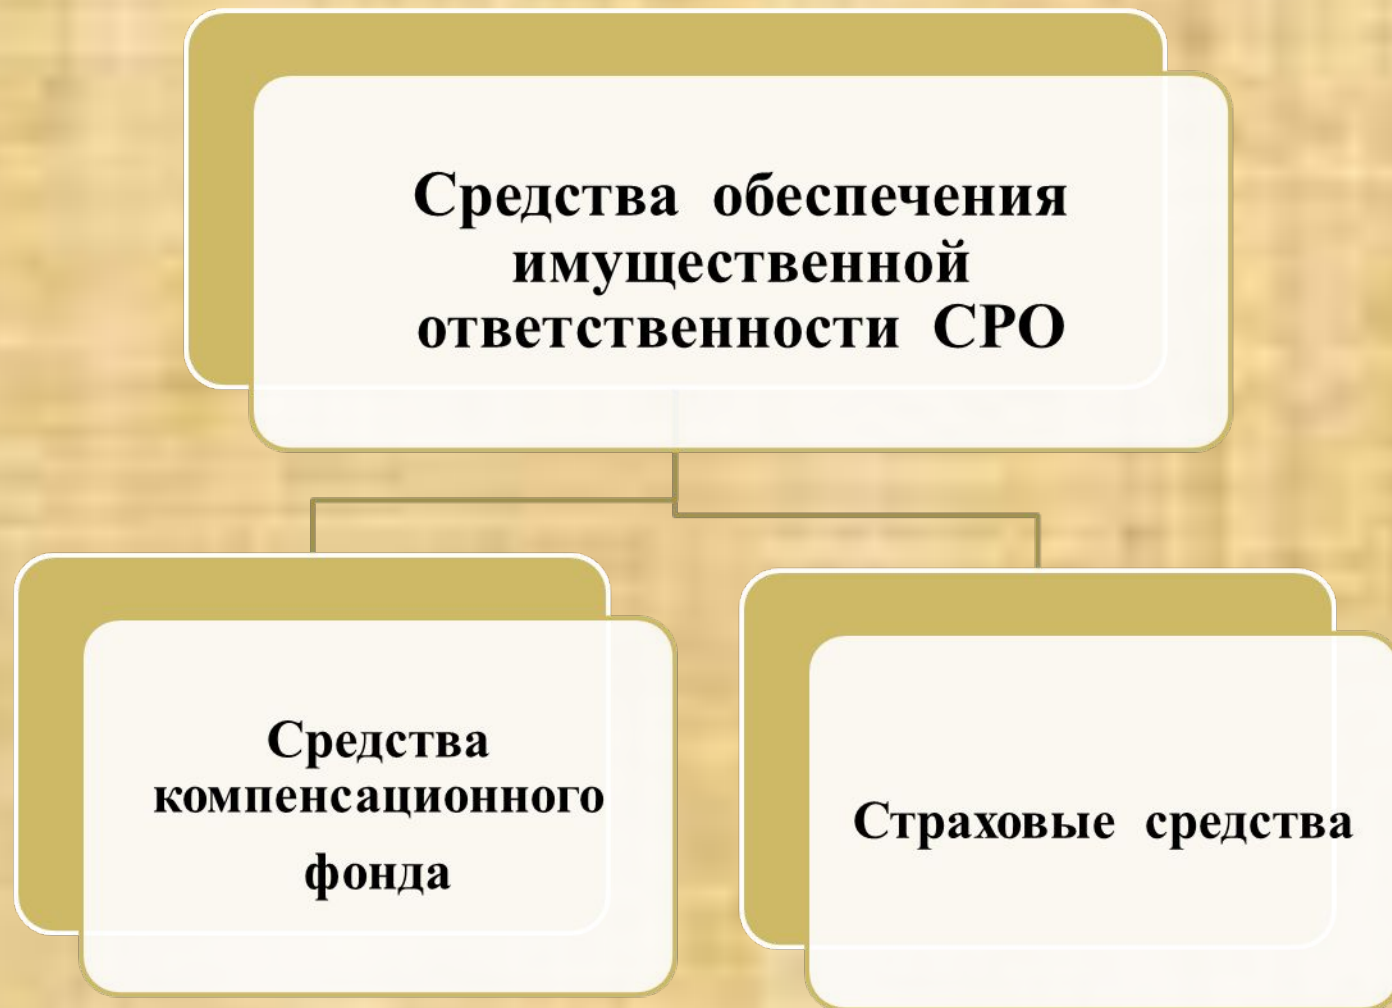 Средства обеспечения
имущественной
ответственности СРО
Средства
компенсационного
фонда
Страховые средства